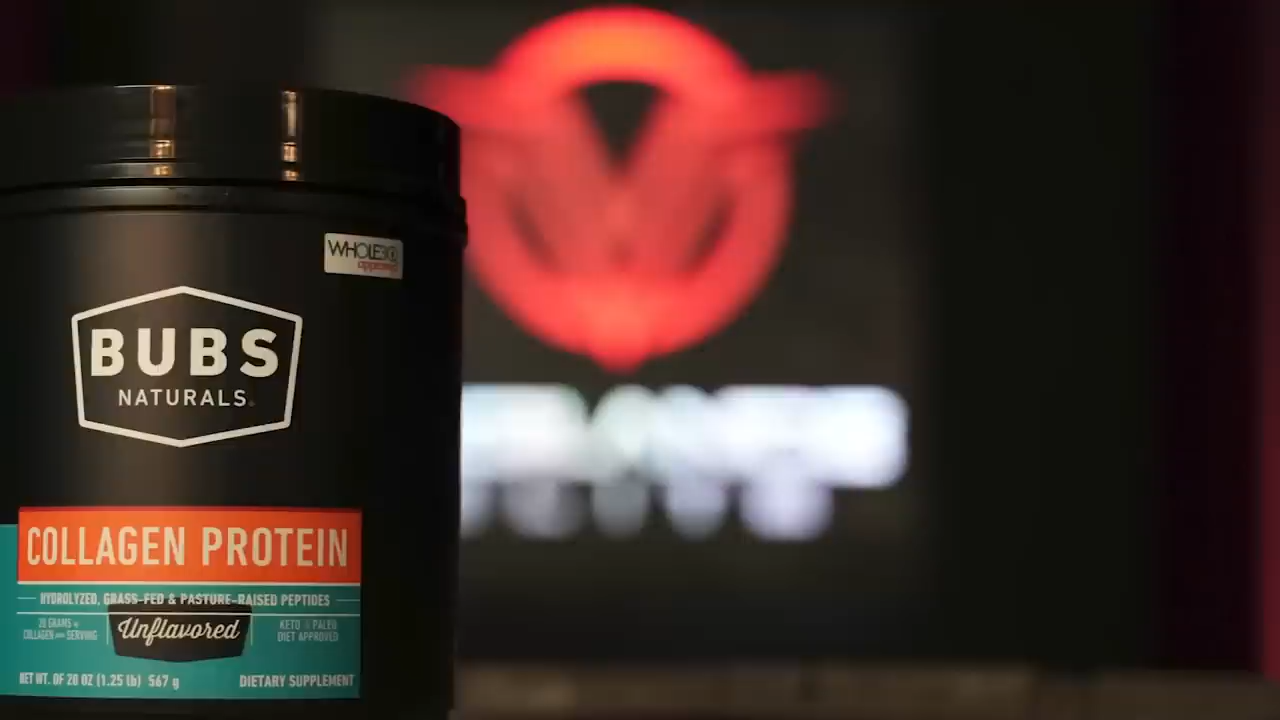 WHOLE30
approved
BUBS
NATURALS
COLLAGEN PROTEIN
HYDROLYZED, GRASS-FED & PASTURE-RAISED PEPTIDES
20 GRAMS of
COLLAGEN PER SERVING
Unflavored
KETO & PALEO
DIET APPROVED
NET WT. OF 20 OZ (1.25 lb) 567 g
DIETARY SUPPLEMENT